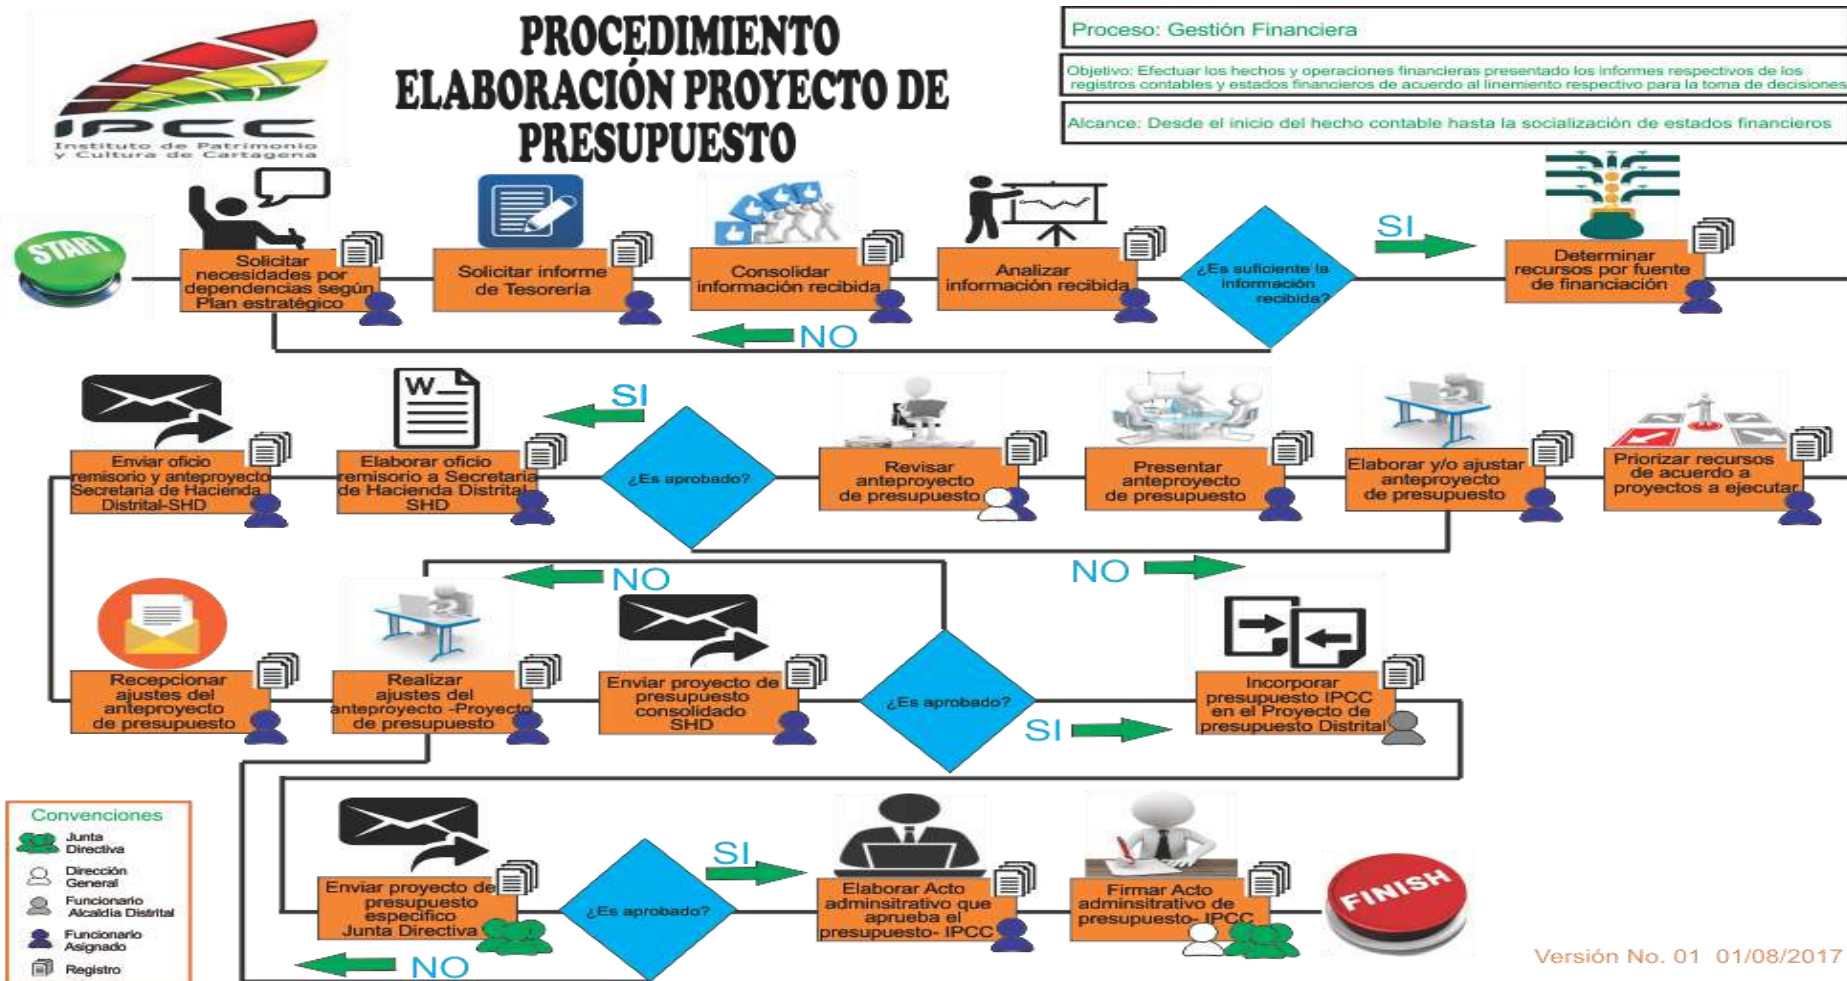 PROCEDIMIENTO
ELABORACIÓN PROYECTO DE
PRESUPUESTO
IPCC
Instituto de Patrimonio
y Cultura de Cartagena
Proceso: Gestión Financiera
Objetivo: Efectuar los hechos y operaciones financieras presentado los informes respectivos de los
registros contables y estados financieros de acuerdo al linemiento respectivo para la toma de decisiones
Alcance: Desde el inicio del hecho contable hasta la socialización de estados financieros
START
Solicitar
necesidades por
dependencias según
Plan estratégico
Solicitar informe
de Tesorería
Consolidar
información recibida
Analizar
información recibida
¿Es suficiente la
información
recibida?
SI
NO
Determinar
recursos por fuente
de financiación
Enviar oficio
remisorio y anteproyecto
Secretaria de Hacienda
Distrital-SHD
W
Elaborar oficio
remisorio a Secretaria
de Hacienda Distrital-
SHD
SI
¿Es aprobado?
Revisar
anteproyecto
de presupuesto
Presentar
anteproyecto
de presupuesto
Elaborar y/o ajustar
anteproyecto
de presupuesto
Priorizar recursos
de acuerdo a
proyectos a ejecutar
NO
NO
Recepcionar
ajustes del
anteproyecto
de presupuesto
Realizar
ajustes del
anteproyecto -Proyecto
de presupuesto
Enviar proyecto de
presupuesto
consolidado
SHD
¿Es aprobado?
SI
Incorporar
presupuesto IPCC
en el Proyecto de
presupuesto Distrital
Convenciones
Junta
Directiva
Dirección
General
Funcionario
Alcaldia Distrital
Funcionario
Asignado
Registro
Enviar proyecto de
presupuesto
especifico
Junta Directiva
¿Es aprobado?
SI
NO
Elaborar Acto
adminsitrativo que
aprueba el
presupuesto- IPCC
Firmar Acto
adminsitrativo de
presupuesto- IPCC
FINISH
Versión No. 01 01/08/2017